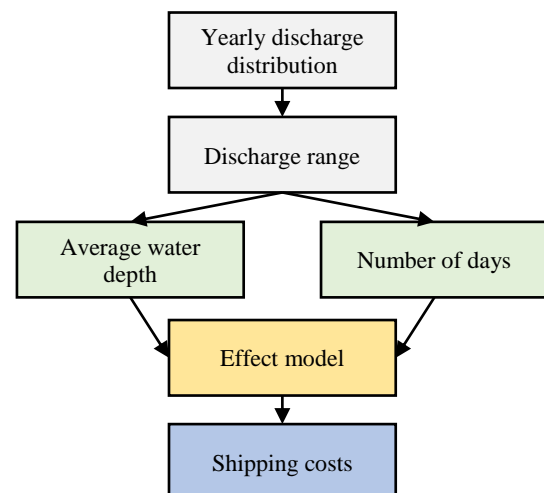 Yearly discharge
distribution
Discharge range
Average water
depth
Number of days
Effect model
Shipping costs